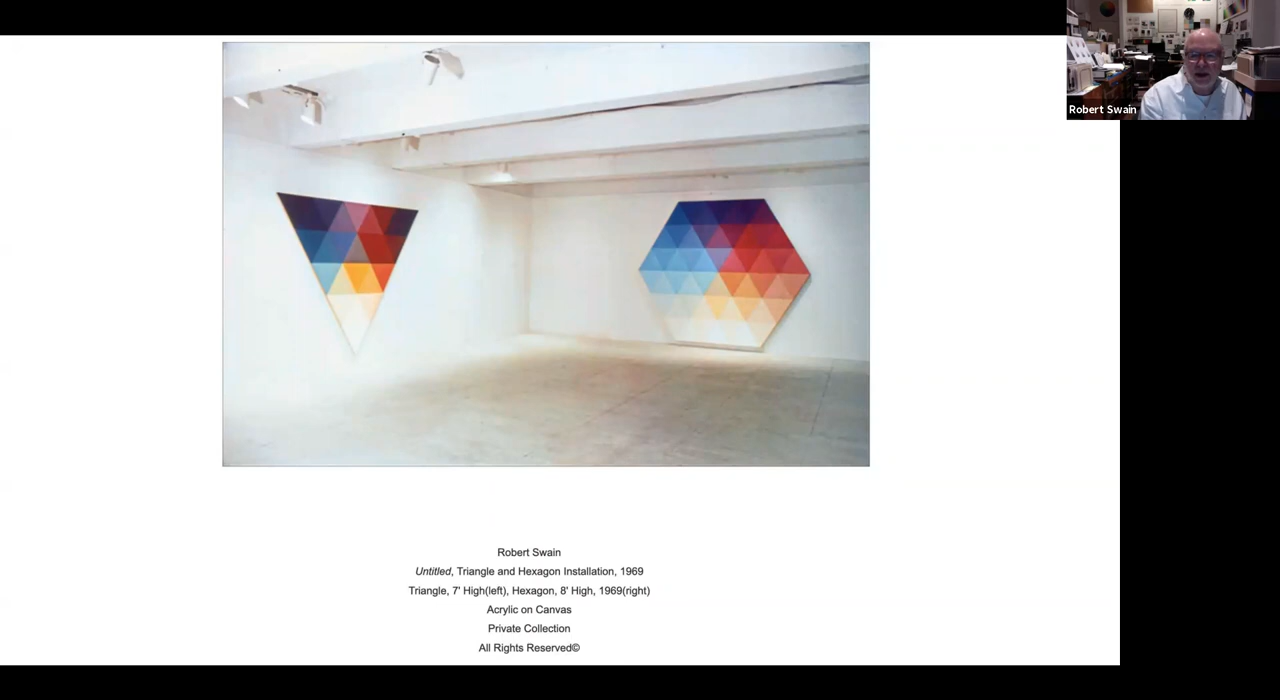 Robert Swain
Robert Swain
Untitled, Triangle and Hexagon Installation, 1969
Triangle, 7' High(left), Hexagon, 8' High, 1969(right)
Acrylic on Canvas
Private Collection
All Rights Reserved©